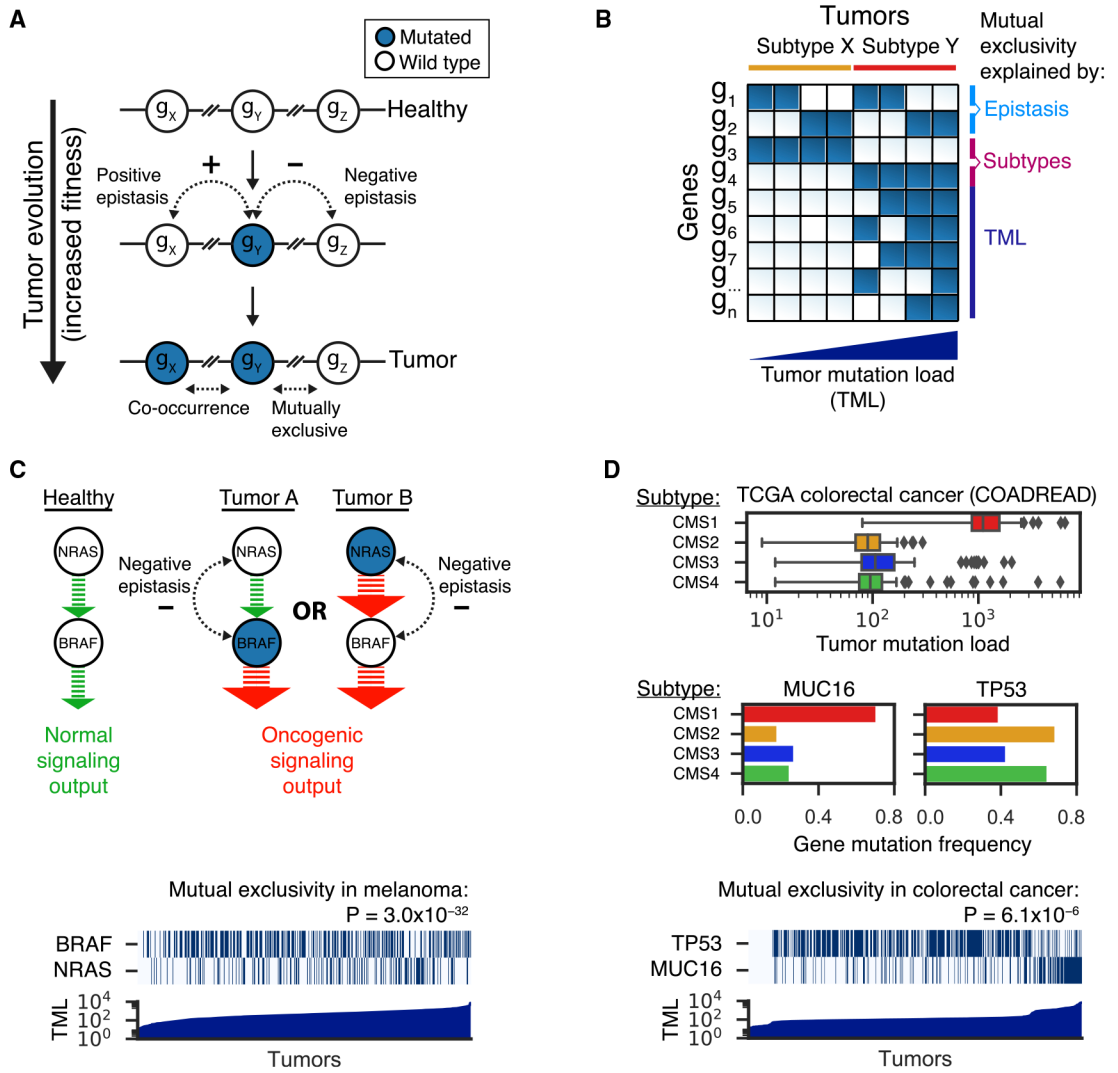 A
Mutated
Wild type
Tumor evolution
(increased fitness)
gX
gY
gZ
Healthy
Positive
epistasis
+
−
Negative
epistasis
gX
gY
gZ
gX
gY
gZ
Tumor
Co-occurrence
Mutually
exclusive
B
Tumors
Subtype X
Subtype Y
Mutual
exclusivity
explained by:
Genes
g1
g2
g3
g4
g5
g6
g7
g...
gn
Epistasis
Subtypes
TML
Tumor mutation load
(TML)
C
Healthy
Tumor A
Tumor B
NRAS
NRAS
NRAS
Negative
epistasis
−
OR
Negative
epistasis
−
BRAF
BRAF
BRAF
Normal
signaling
output
Oncogenic
signaling
output
Mutual exclusivity in melanoma:
P = 3.0x10–32
BRAF
NRAS
TML
104
102
100
Tumors
D
Subtype:
TCGA colorectal cancer (COADREAD)
CMS1
CMS2
CMS3
CMS4
101
102
103
Tumor mutation load
Subtype:
MUC16
TP53
CMS1
CMS2
CMS3
CMS4
0.0
0.4
0.8
0.0
0.4
0.8
Gene mutation frequency
Mutual exclusivity in colorectal cancer:
P = 6.1x10–6
TP53
MUC16
TML
104
102
100
Tumors